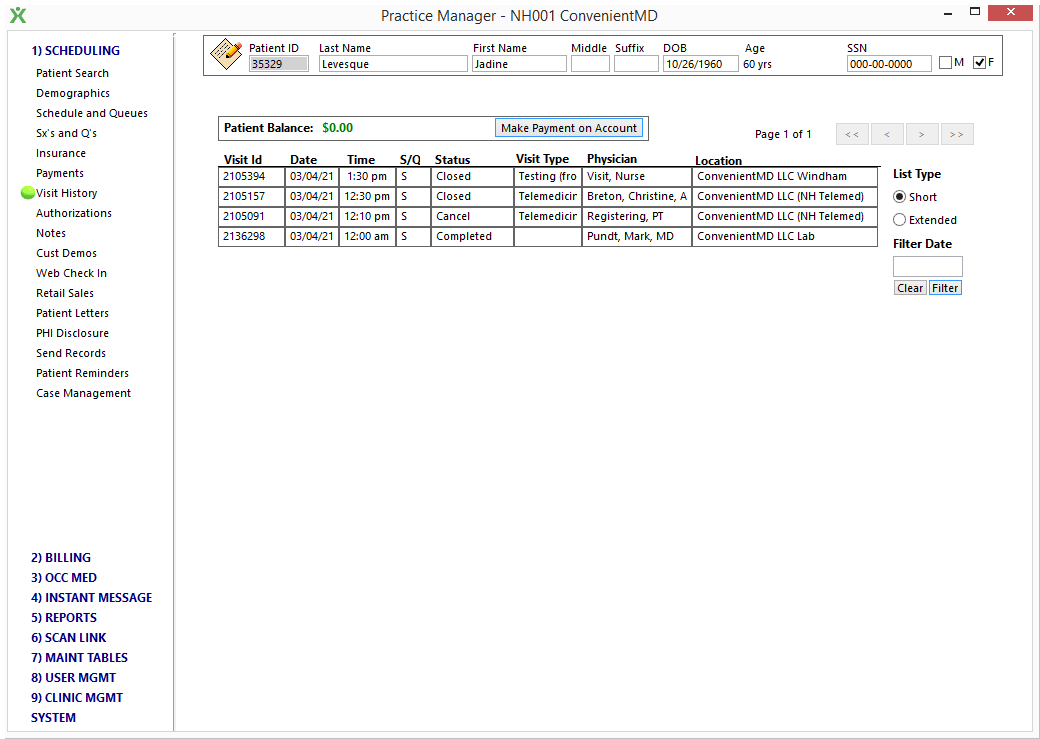 Practice Manager - NH001 ConvenientMD
1) SCHEDULING
Patient Search
Demographics
Schedule and Queues
Sx's and Q's
Insurance
Payments
Visit History
Authorizations
Notes
Cust Demos
Web Check In
Retail Sales
Patient Letters
PHI Disclosure
Send Records
Patient Reminders
Case Management
2) BILLING
3) OCC MED
4) INSTANT MESSAGE
5) REPORTS
6) SCAN LINK
7) MAINT TABLES
8) USER MGMT
9) CLINIC MGMT
SYSTEM
Patient ID Last Name First Name Middle Suffix DOB Age SSN
35329 Levesque Jadine 10/26/1960 60 yrs 000-00-0000 M F
Patient Balance: $0.00 Make Payment on Account
Page 1 of 1 << < > >>
Visit Id Date Time S/Q Status Visit Type Physician Location
2105394 03/04/21 1:30 pm S Closed Testing (fro Visit, Nurse ConvenientMD LLC Windham
2105157 03/04/21 12:30 pm S Closed Telemedicin Breton, Christine, A ConvenientMD LLC (NH Telemed)
2105091 03/04/21 12:10 pm S Cancel Telemedicin Registering, PT ConvenientMD LLC (NH Telemed)
2136298 03/04/21 12:00 am S Completed Pundt, Mark, MD ConvenientMD LLC Lab
List Type
Short
Extended
Filter Date
Clear Filter